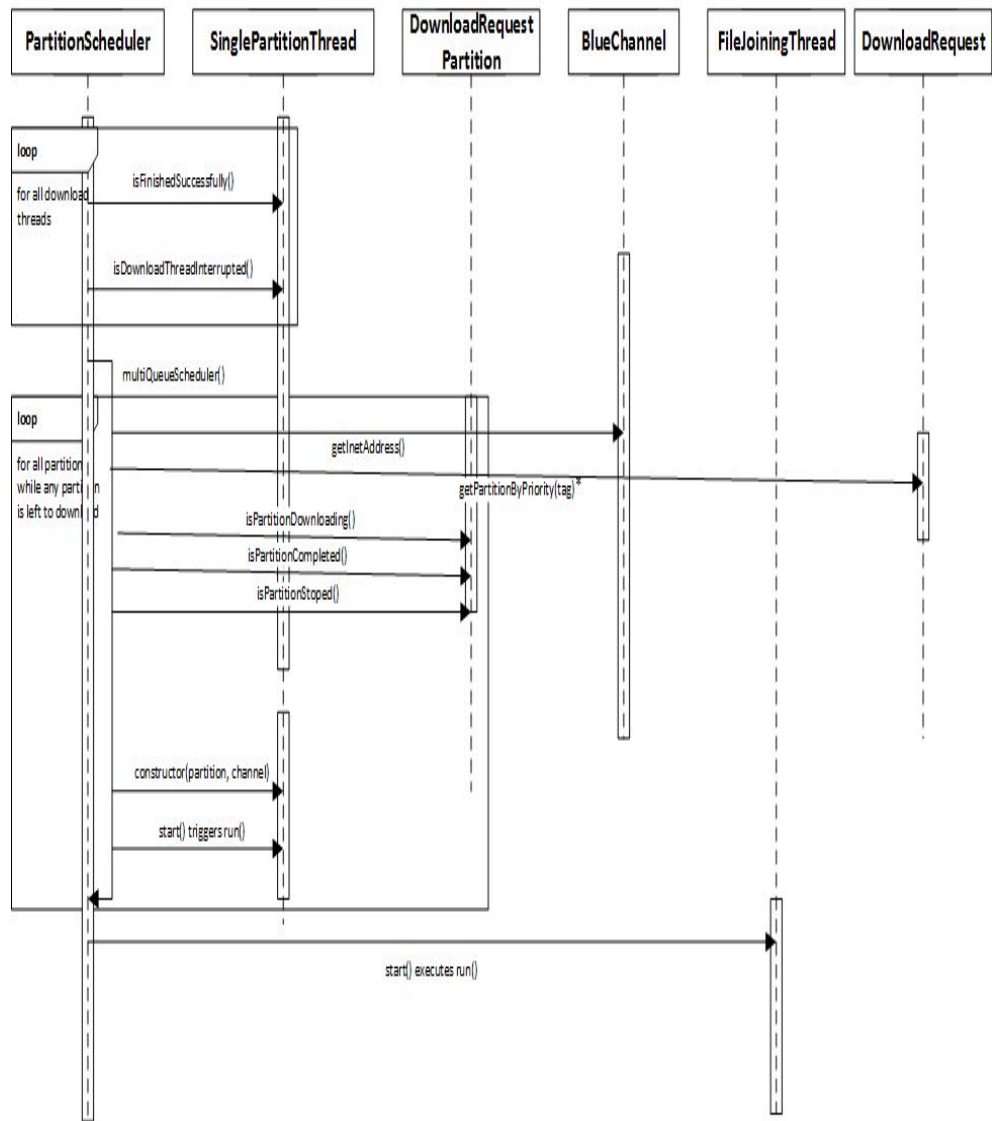 PartitionScheduler
SinglePartitionThread
DownloadRequest
Partition
BlueChannel
FileJoiningThread
DownloadRequest
loop
for all download
threads
isFinishedSuccessfully()
isDownloadThreadInterrupted()
multiQueueScheduler()
loop
for all partition
while any partition
is left to download
getInetAddress()
getPartitionByPriority(tag)*
isPartitionDownloading()
isPartitionCompleted()
isPartitionStoped()
constructor(partition, channel)
start() triggers run()
start() executes run()